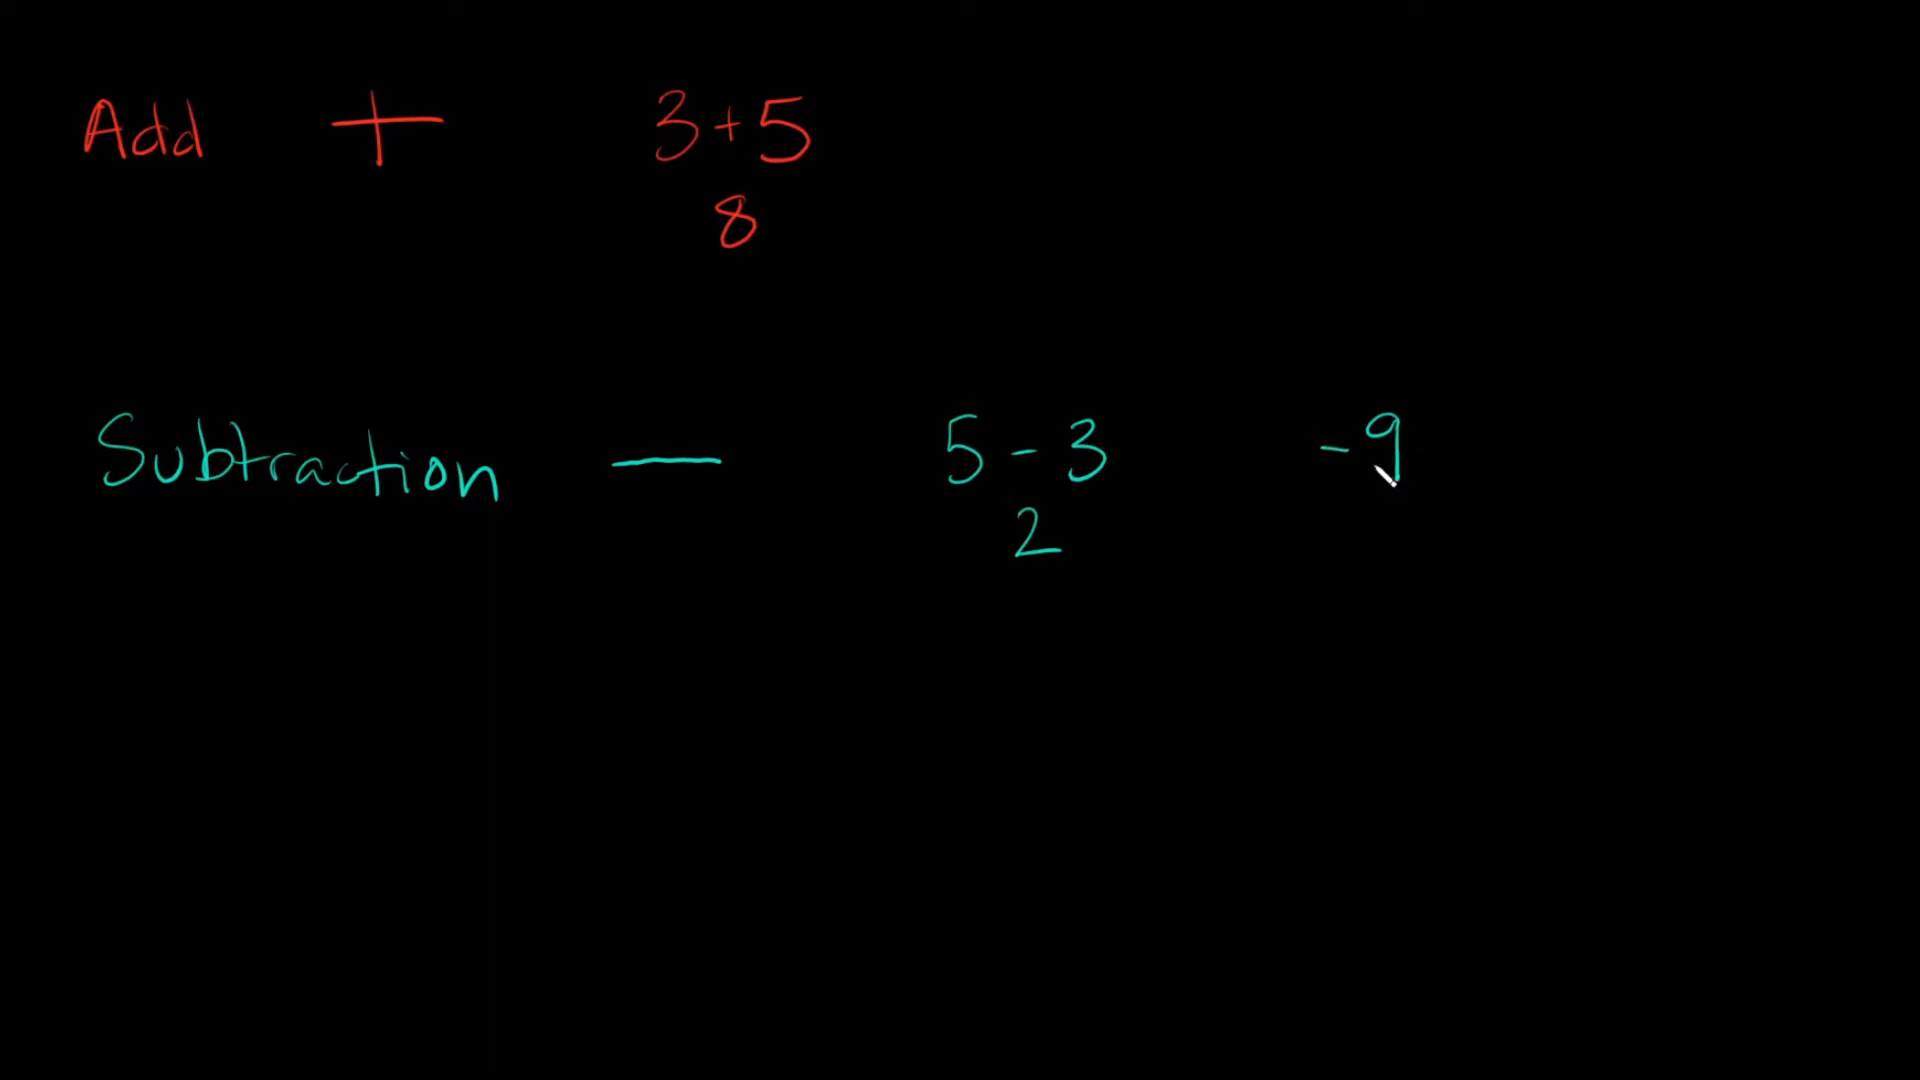 Add + 3+5
8
Subtraction — 5-3 -9
2